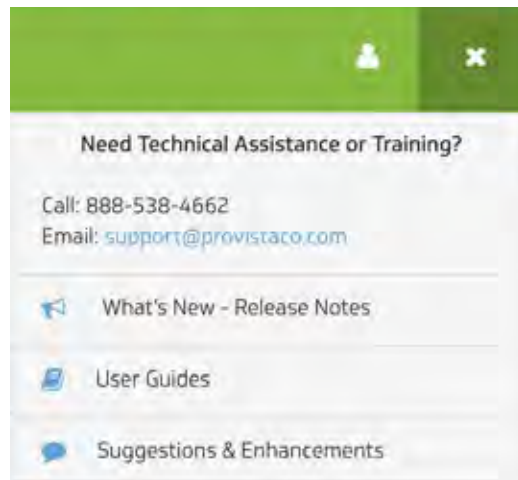 Need Technical Assistance or Training?
Call: 888-538-4662
Email: support@provistaco.com
What's New - Release Notes
User Guides
Suggestions & Enhancements